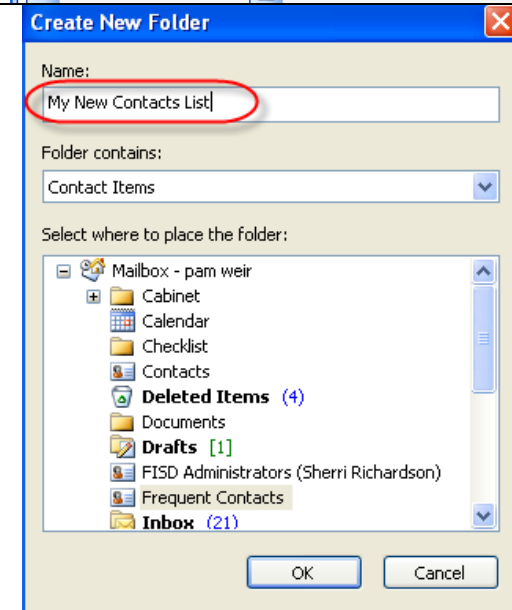 Create New Folder
Name:
My New Contacts List
Folder contains:
Contact Items
Select where to place the folder:
Mailbox - pam weir
Cabinet
Calendar
Checklist
Contacts
Deleted Items (4)
Documents
Drafts [1]
FISD Administrators (Sherri Richardson)
Frequent Contacts
Inbox (21)
OK Cancel